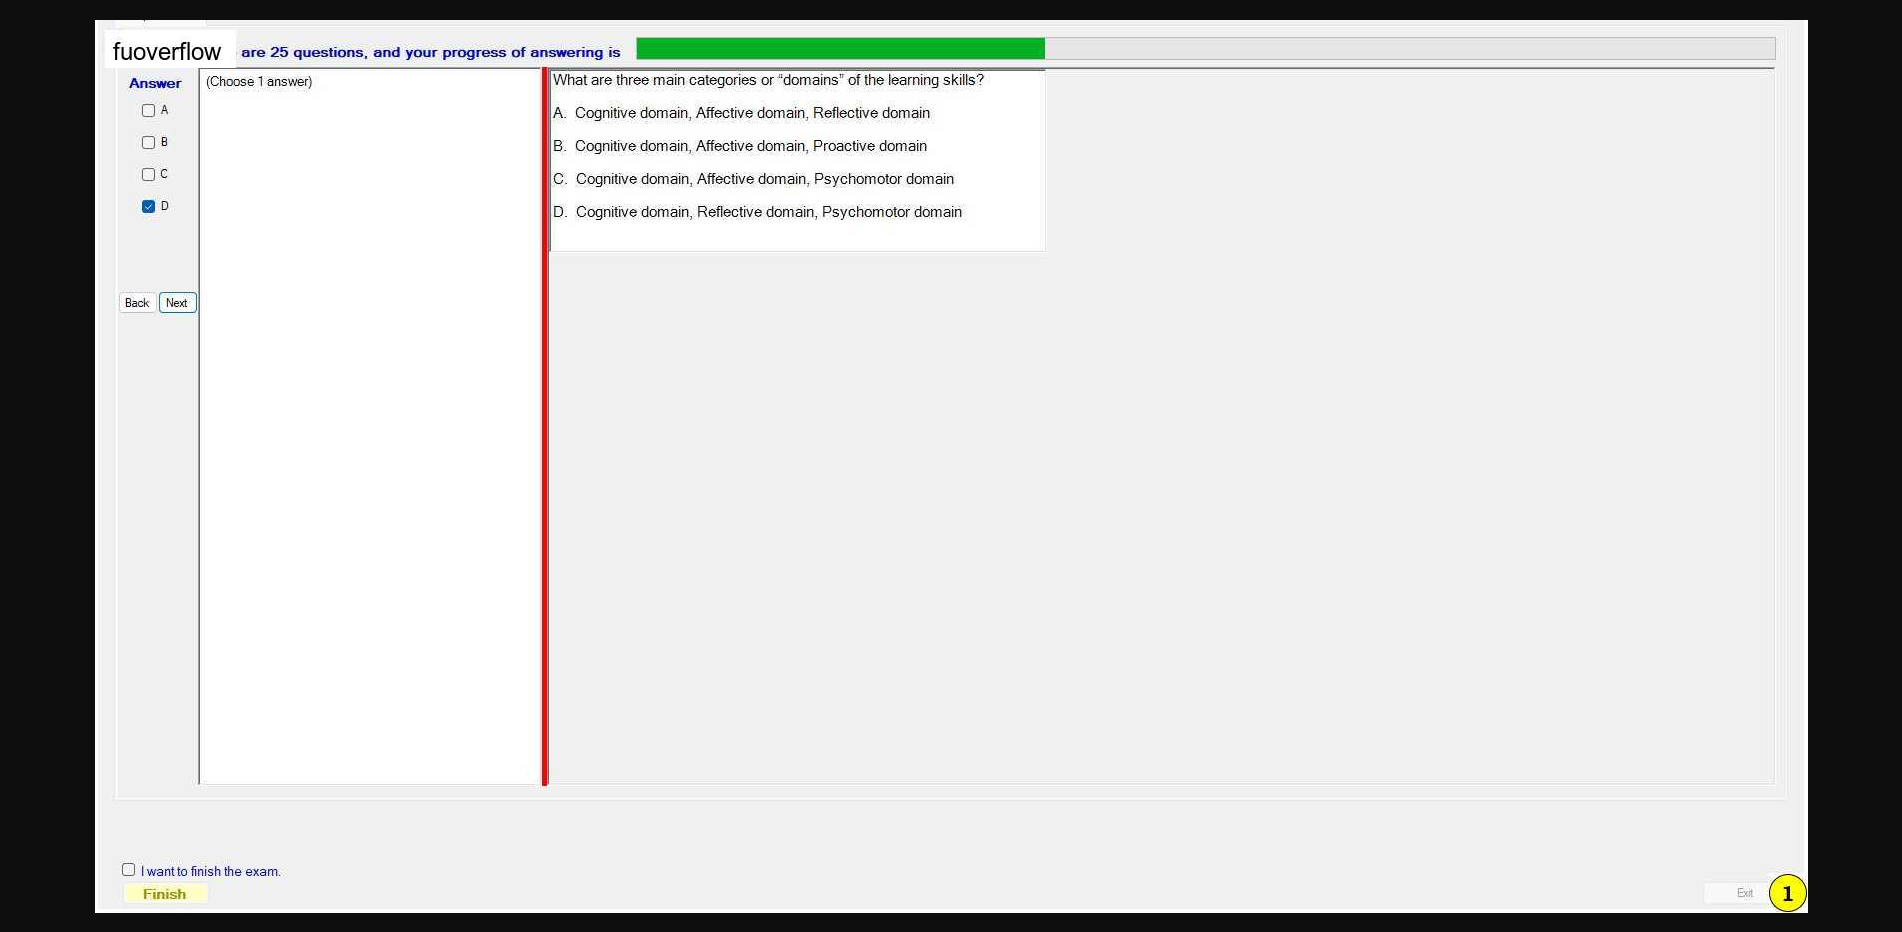 fuoverflow are 25 questions, and your progress of answering is
Answer
(Choose 1 answer)
A
B
C
D
Back Next
What are three main categories or “domains” of the learning skills?
A. Cognitive domain, Affective domain, Reflective domain
B. Cognitive domain, Affective domain, Proactive domain
C. Cognitive domain, Affective domain, Psychomotor domain
D. Cognitive domain, Reflective domain, Psychomotor domain
I want to finish the exam.
Finish
Exit
1